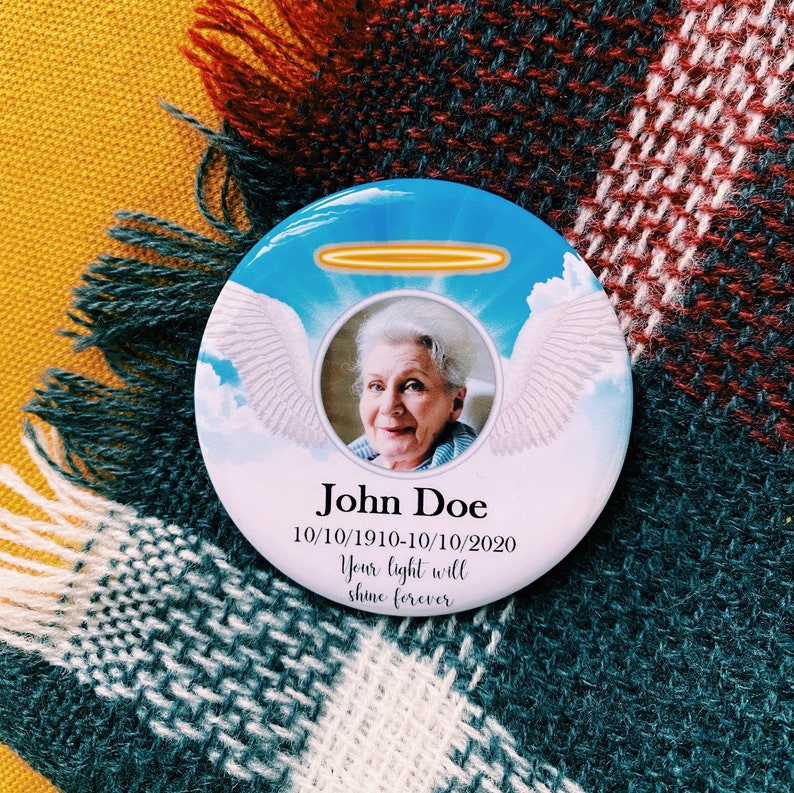 John Doe
10/10/1910-10/10/2020
Your light will
shine forever